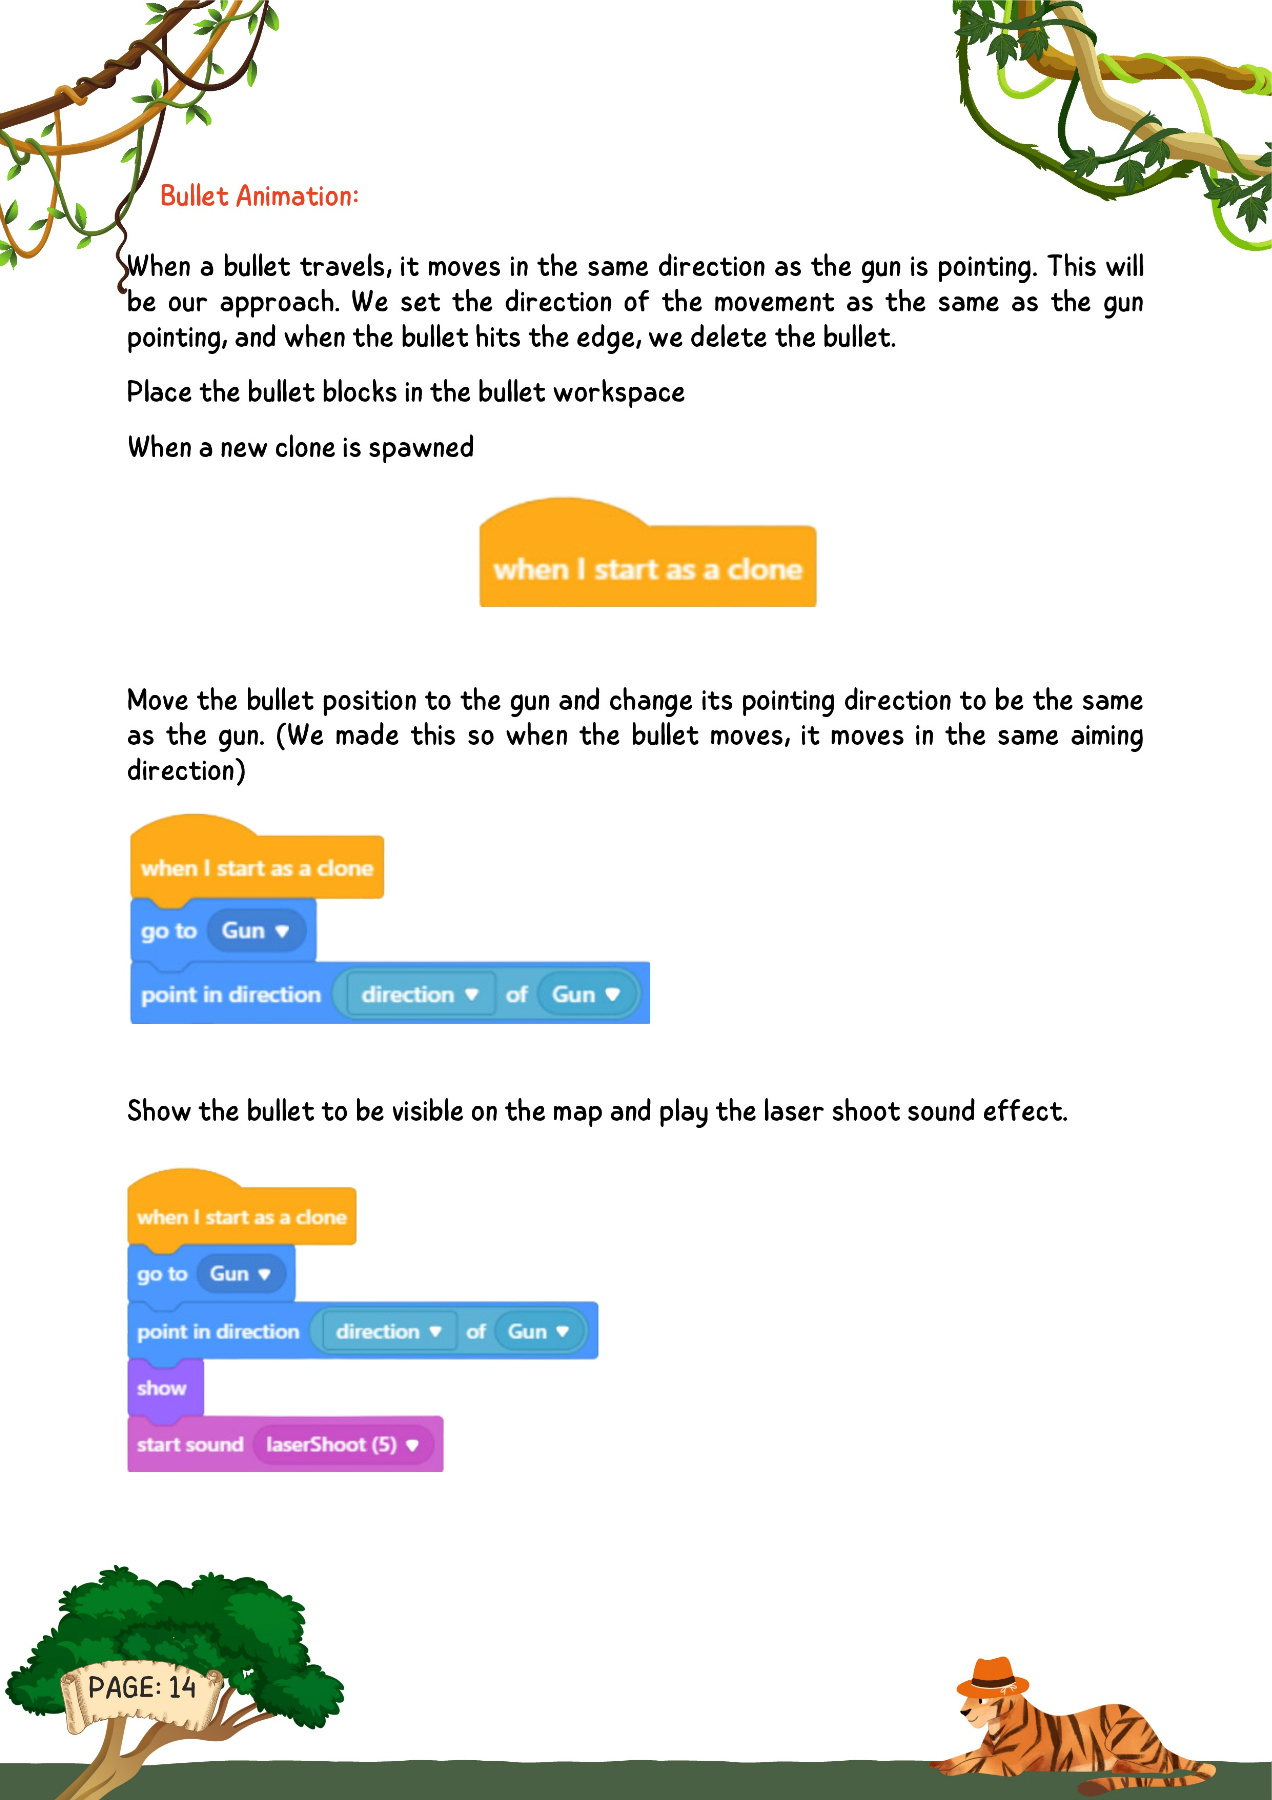 Bullet Animation:
When a bullet travels, it moves in the same direction as the gun is pointing. This will
be our approach. We set the direction of the movement as the same as the gun
pointing, and when the bullet hits the edge, we delete the bullet.
Place the bullet blocks in the bullet workspace
When a new clone is spawned
when I start as a clone
Move the bullet position to the gun and change its pointing direction to be the same
as the gun. (We made this so when the bullet moves, it moves in the same aiming
direction)
when I start as a clone
go to Gun
point in direction direction of Gun
Show the bullet to be visible on the map and play the laser shoot sound effect.
when I start as a clone
go to Gun
point in direction direction of Gun
show
start sound laserShoot (5)
PAGE: 14